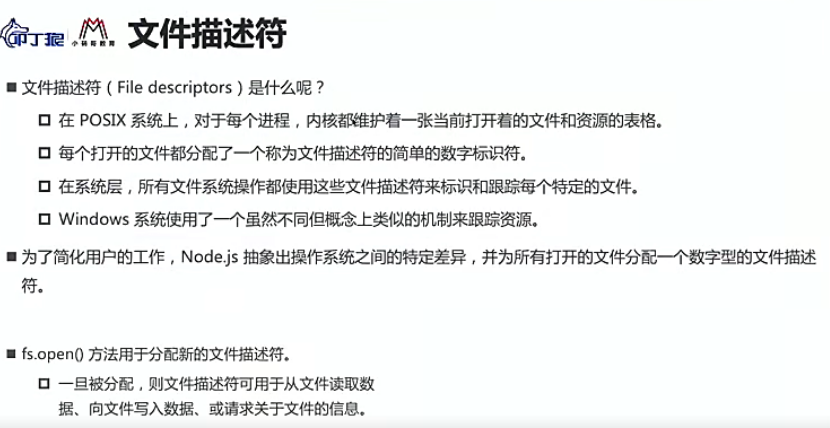 叩丁狼
小码哥教育
文件描述符
文件描述符（File descriptors）是什么呢？
在 POSIX 系统上，对于每个进程，内核都维护着一张当前打开着的文件和资源的表格。
每个打开的文件都分配了一个称为文件描述符的简单的数字标识符。
在系统层，所有文件系统操作都使用这些文件描述符来标识和跟踪每个特定的文件。
Windows 系统使用了一个虽然不同但概念上类似的机制来跟踪资源。
为了简化用户的工作，Node.js 抽象出操作系统之间的特定差异，并为所有打开的文件分配一个数字型的文件描述
符。
fs.open() 方法用于分配新的文件描述符。
一旦被分配，则文件描述符可用于从文件读取数
据、向文件写入数据、或请求关于文件的信息。